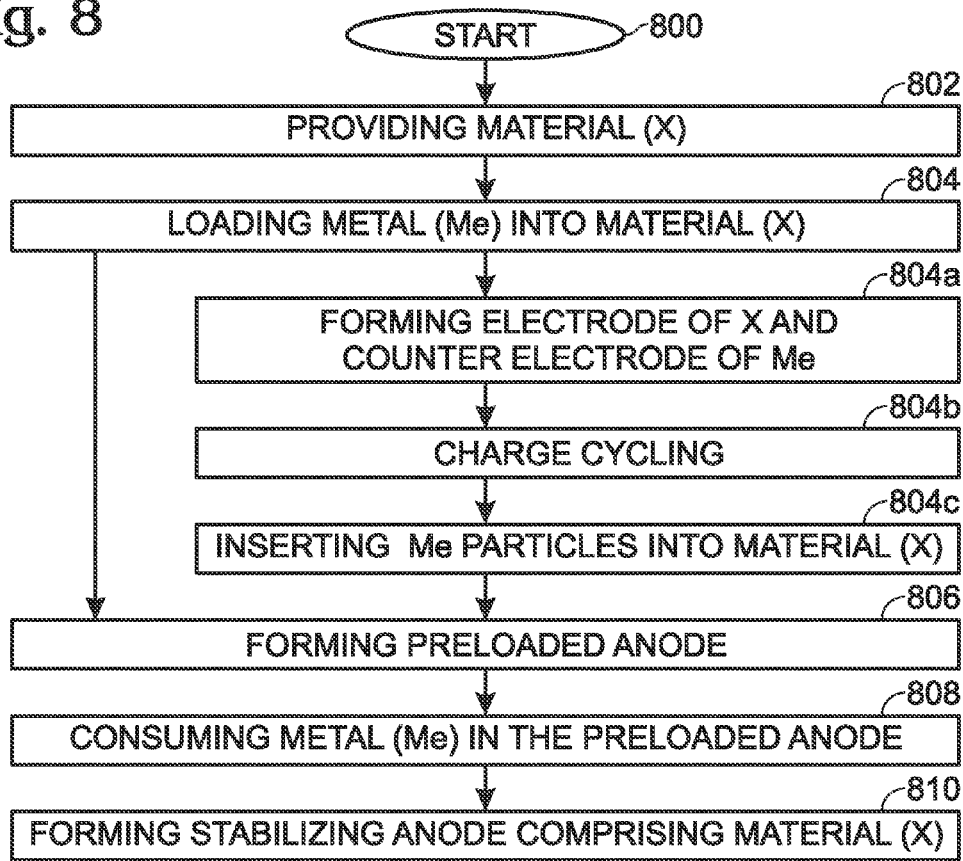 g. 8
START
800
802
PROVIDING MATERIAL (X)
804
LOADING METAL (Me) INTO MATERIAL (X)
804a
FORMING ELECTRODE OF X AND
COUNTER ELECTRODE OF Me
804b
CHARGE CYCLING
804c
INSERTING Me PARTICLES INTO MATERIAL (X)
806
FORMING PRELOADED ANODE
808
CONSUMING METAL (Me) IN THE PRELOADED ANODE
810
FORMING STABILIZING ANODE COMPRISING MATERIAL (X)